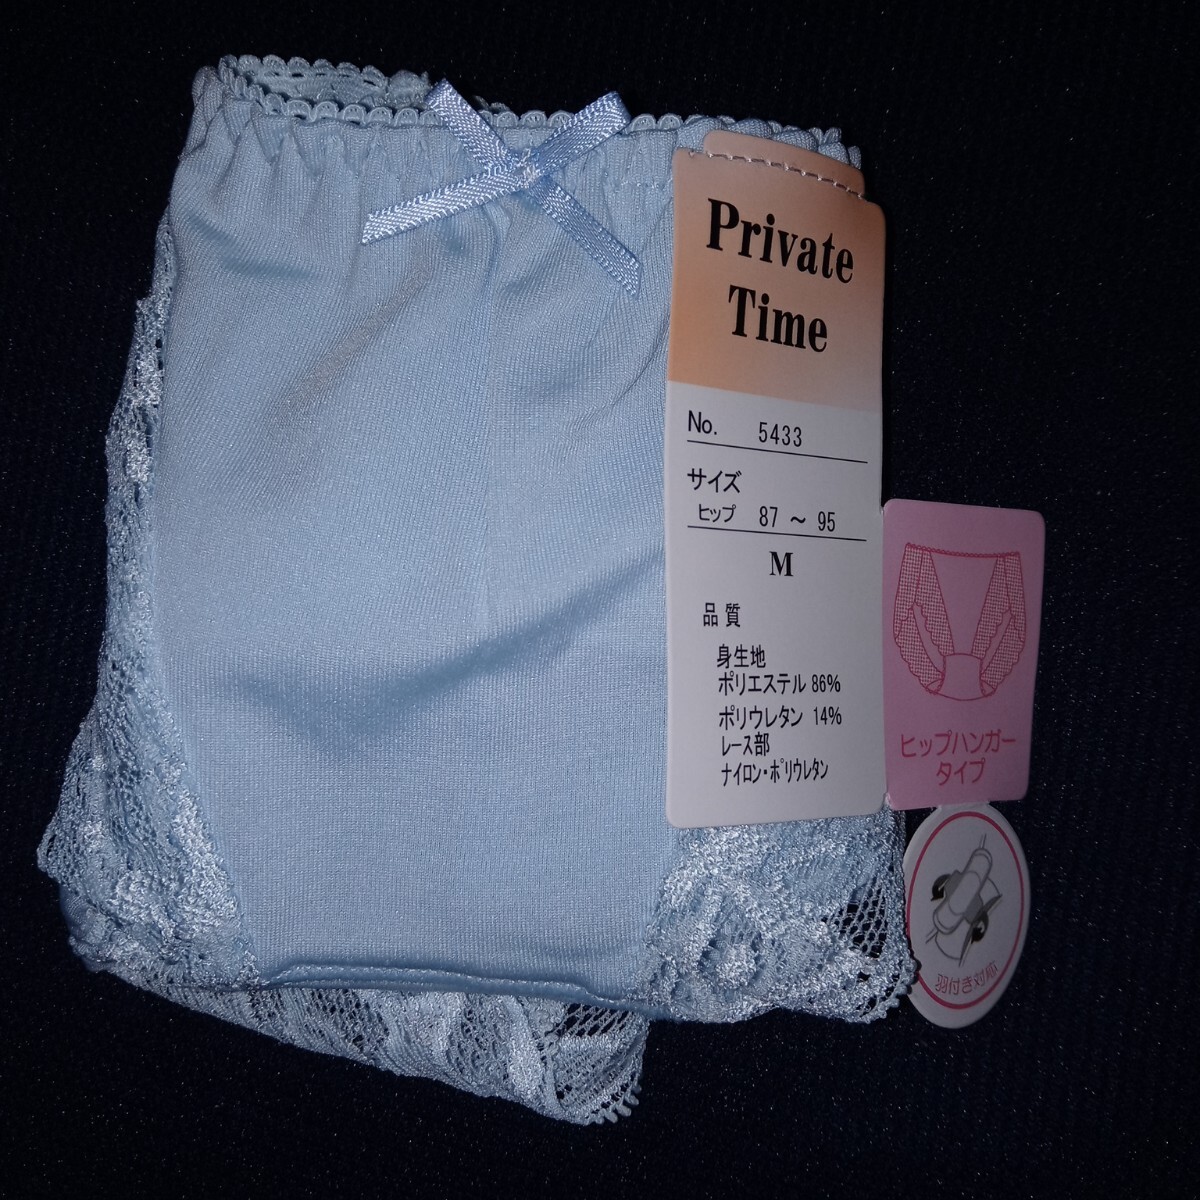 Private
Time
No. 5433
サイズ
ヒップ 87 ～ 95
M
品質
身生地
ポリエステル 86%
ポリウレタン 14%
レース部
ナイロン・ポリウレタン
ヒップハンガー
タイプ
羽付き対応